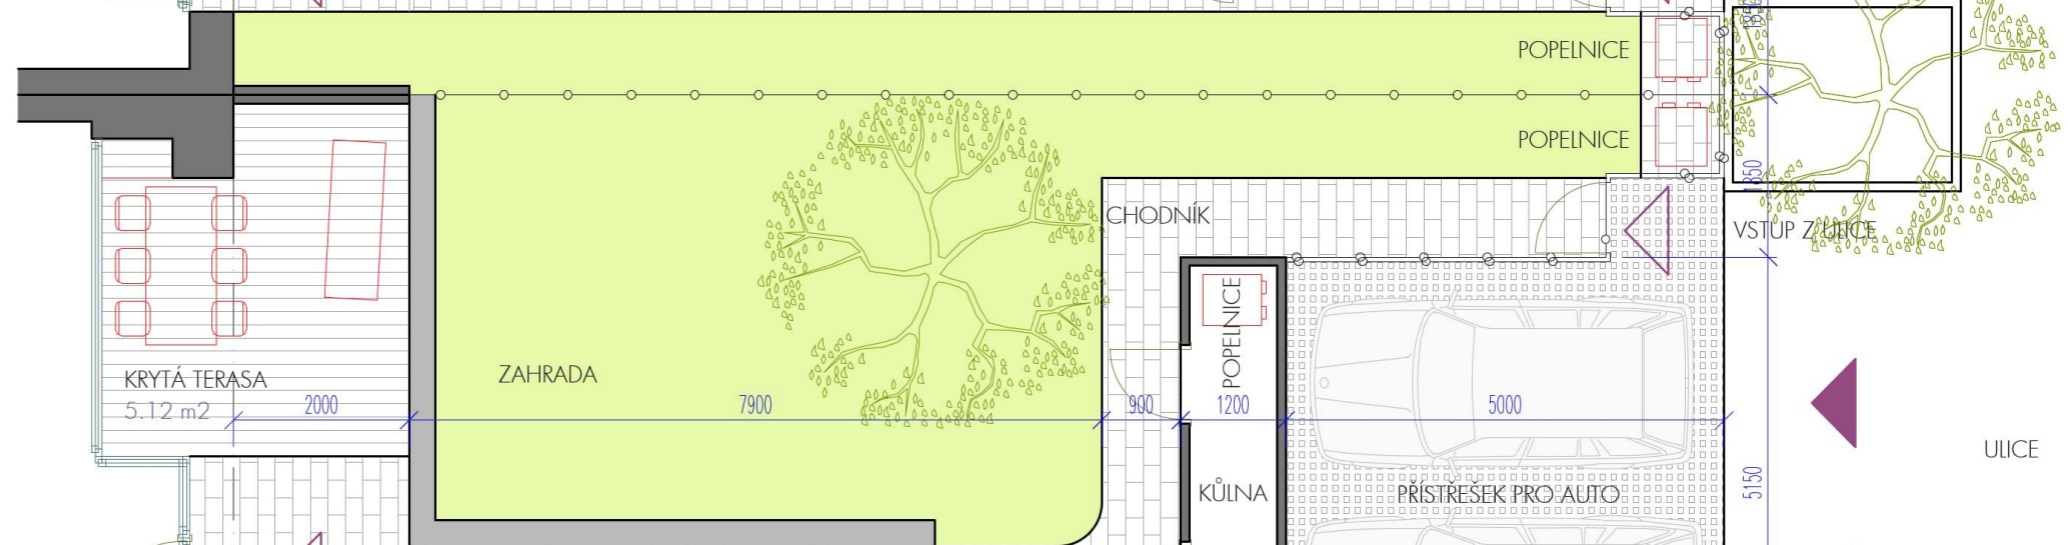 POPELNICE
1850
POPELNICE
1850
CHODNÍK
VSTUP Z ULICE
POPELNICE
KRYTÁ TERASA
5.12 m2
ZAHRADA
2000
7900
900
1200
5000
ULICE
KŮLNA
PŘÍSTŘEŠEK PRO AUTO
5150